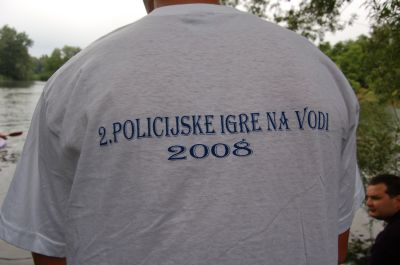 2.POLICIJSKE IGRE NA VODI
2008